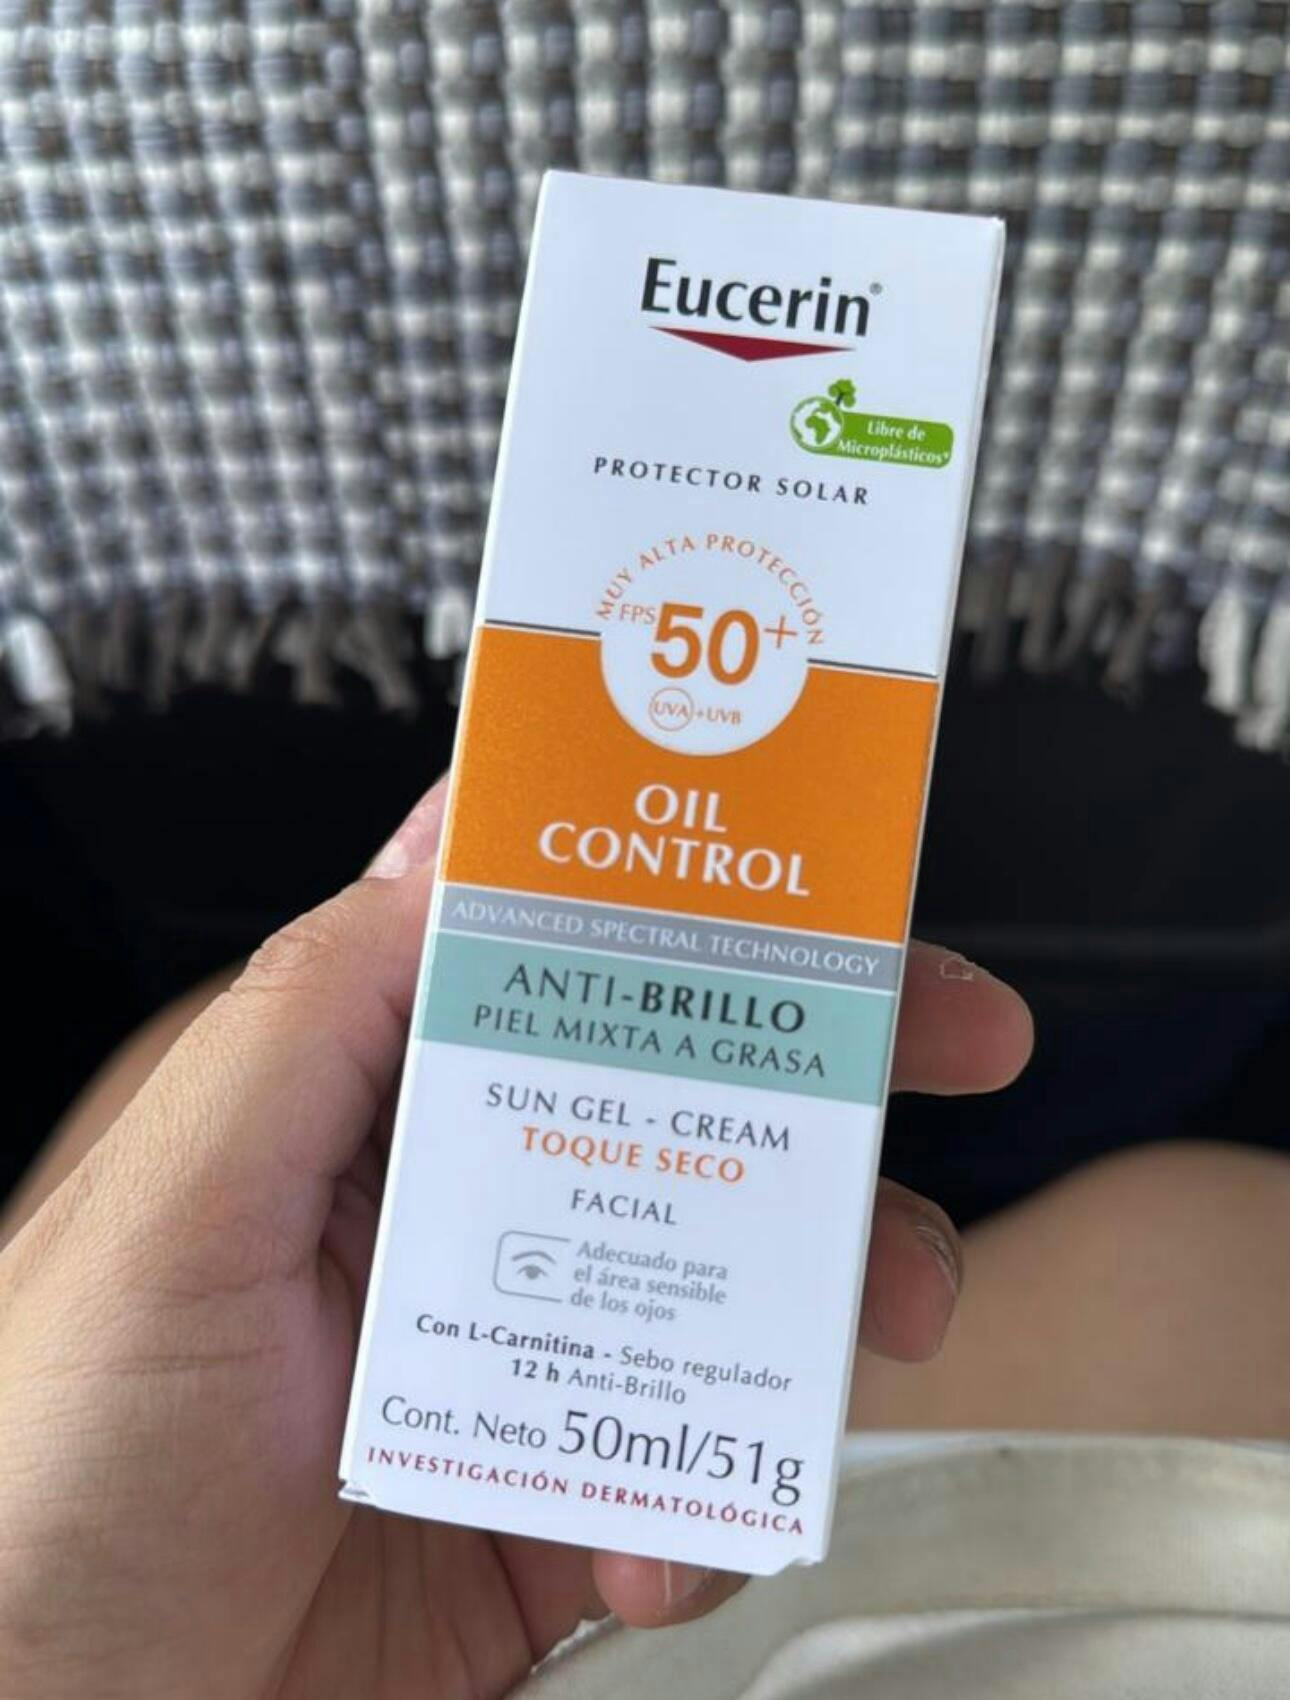 Eucerin®
Libre de
Microplásticos*
PROTECTOR SOLAR
MUY ALTA PROTECCIÓN
FPS 50+
UVA + UVB
OIL
CONTROL
ADVANCED SPECTRAL TECHNOLOGY
ANTI-BRILLO
PIEL MIXTA A GRASA
SUN GEL - CREAM
TOQUE SECO
FACIAL
Adecuado para
el área sensible
de los ojos
Con L-Carnitina - Sebo regulador
12 h Anti-Brillo
Cont. Neto 50ml/51g
INVESTIGACIÓN DERMATOLÓGICA